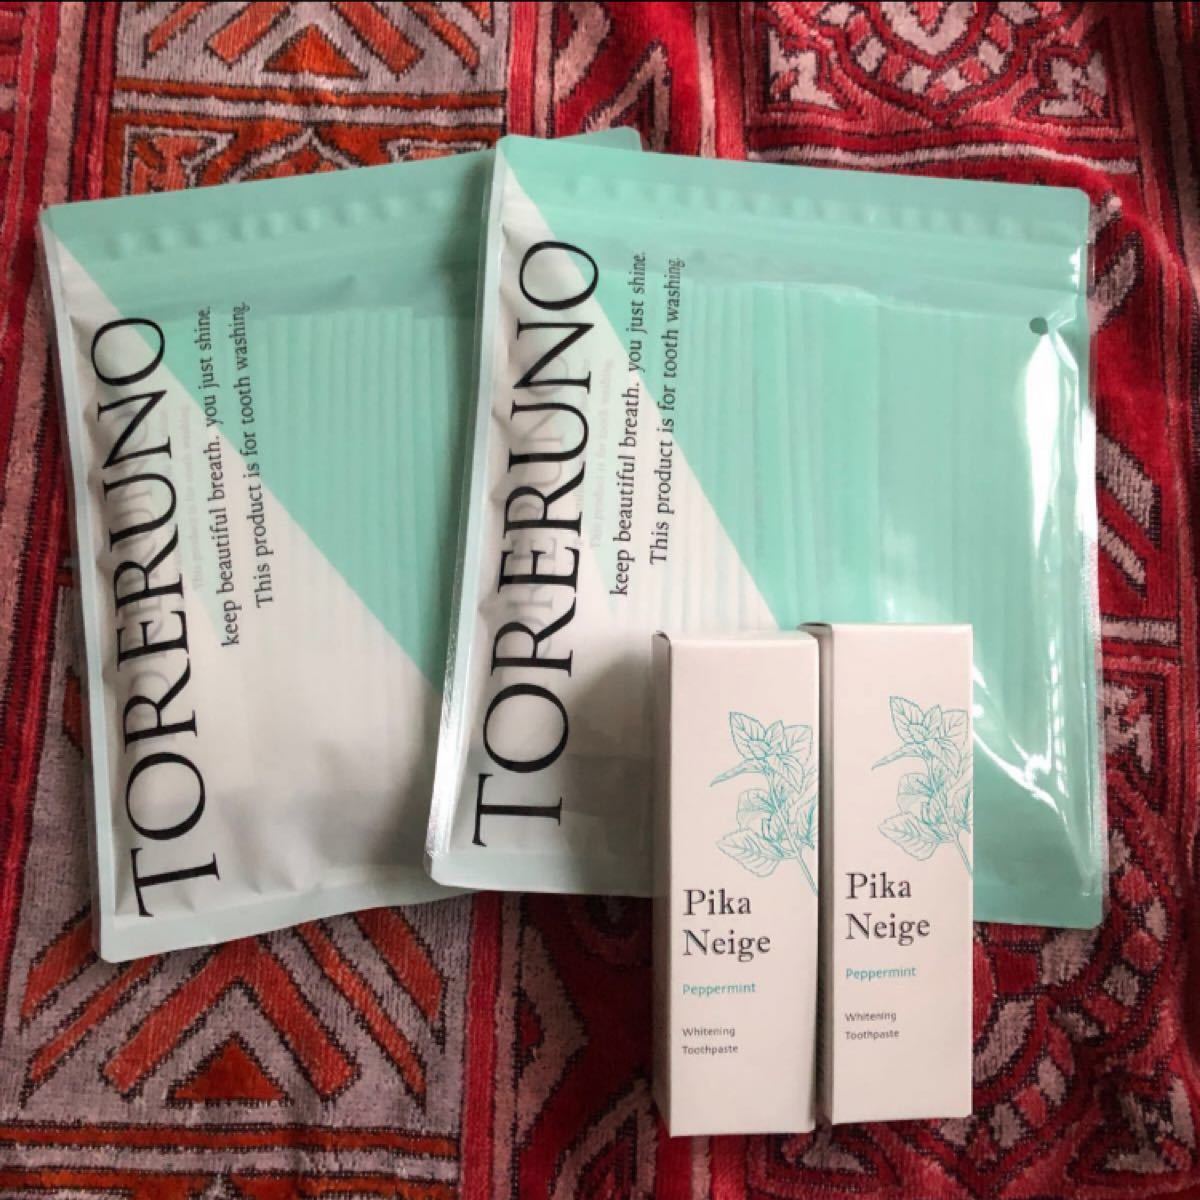 TORERUNO
keep beautiful breath. you just shine.
This product is for tooth washing.
TORERUNO
keep beautiful breath. you just shine.
This product is for tooth washing.
Pika
Neige
Peppermint
Whitening
Toothpaste
Pika
Neige
Peppermint
Whitening
Toothpaste